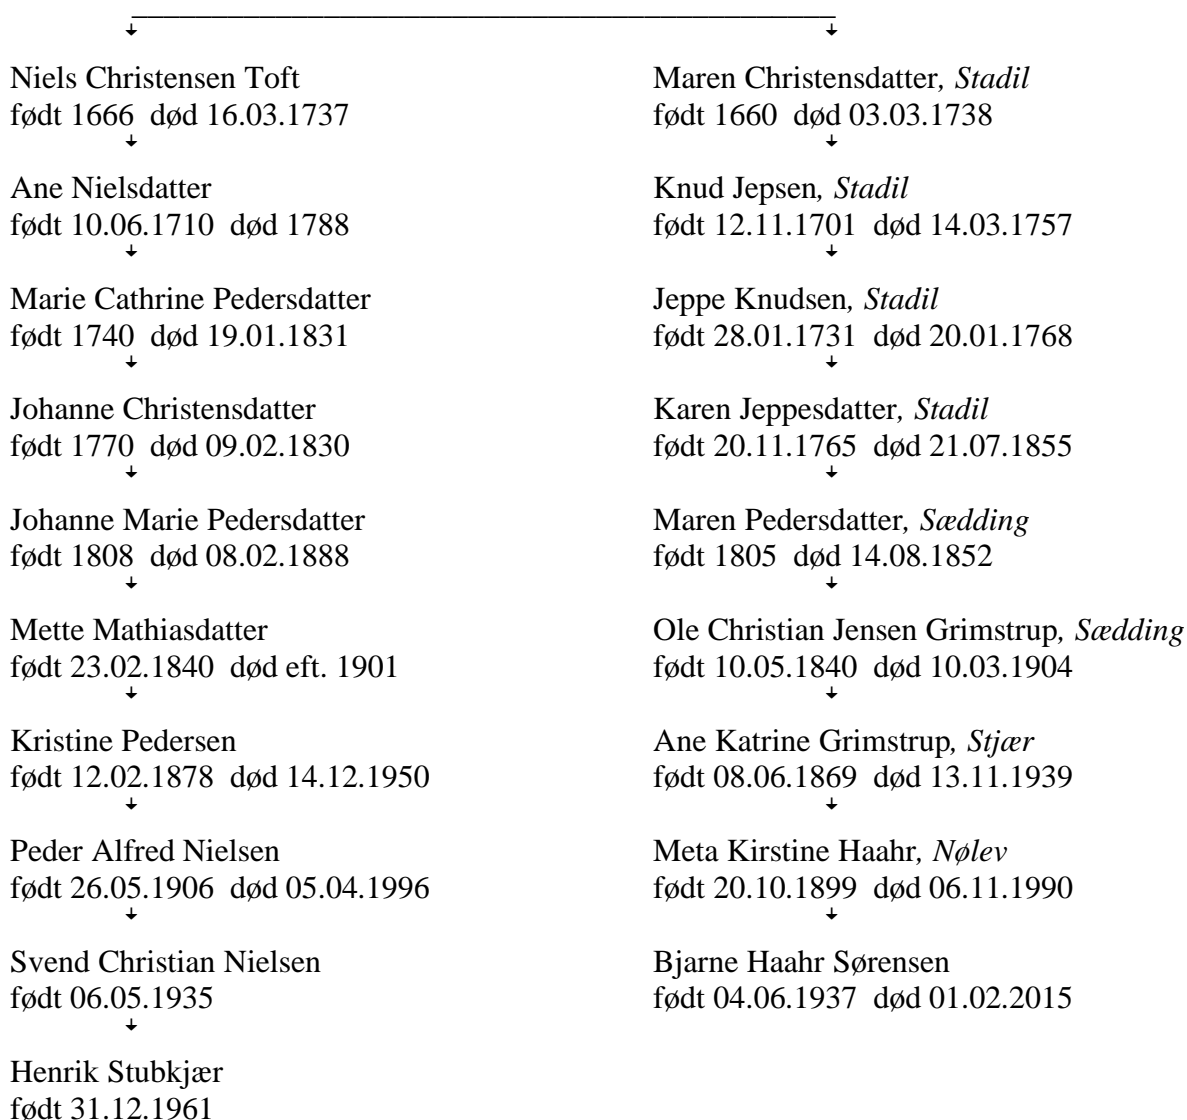 Niels Christensen Toft
født 1666 død 16.03.1737
Ane Nielsdatter
født 10.06.1710 død 1788
Marie Cathrine Pedersdatter
født 1740 død 19.01.1831
Johanne Christensdatter
født 1770 død 09.02.1830
Johanne Marie Pedersdatter
født 1808 død 08.02.1888
Mette Mathiasdatter
født 23.02.1840 død eft. 1901
Kristine Pedersen
født 12.02.1878 død 14.12.1950
Peder Alfred Nielsen
født 26.05.1906 død 05.04.1996
Svend Christian Nielsen
født 06.05.1935
Henrik Stubkjær
født 31.12.1961
Maren Christensdatter, Stadil
født 1660 død 03.03.1738
Knud Jepsen, Stadil
født 12.11.1701 død 14.03.1757
Jeppe Knudsen, Stadil
født 28.01.1731 død 20.01.1768
Karen Jeppesdatter, Stadil
født 20.11.1765 død 21.07.1855
Maren Pedersdatter, Sædding
født 1805 død 14.08.1852
Ole Christian Jensen Grimstrup, Sædding
født 10.05.1840 død 10.03.1904
Ane Katrine Grimstrup, Stjær
født 08.06.1869 død 13.11.1939
Meta Kirstine Haahr, Nølev
født 20.10.1899 død 06.11.1990
Bjarne Haahr Sørensen
født 04.06.1937 død 01.02.2015